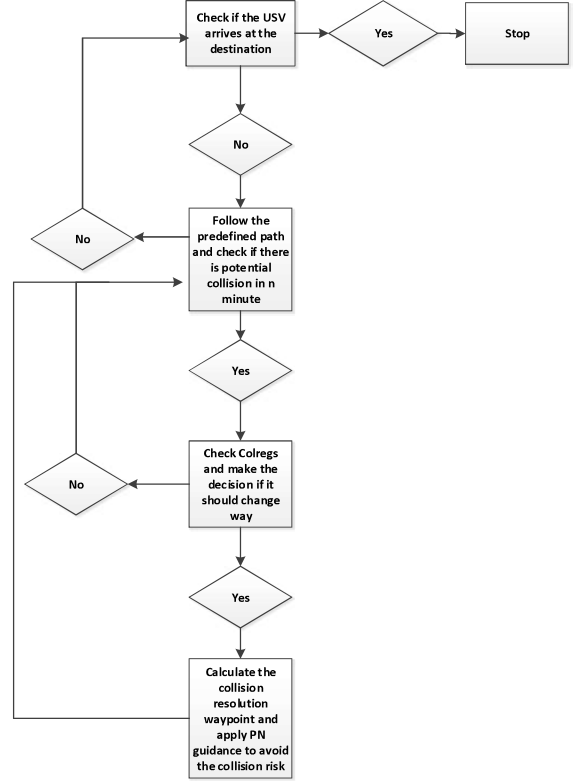 Check if the USV
arrives at the
destination
Yes
Stop
No
Follow the
predefined path
and check if there
is potential
collision in n
minute
No
Yes
Check Colregs
and make the
decision if it
should change
way
No
Yes
Calculate the
collision
resolution
waypoint and
apply PN
guidance to avoid
the collision risk